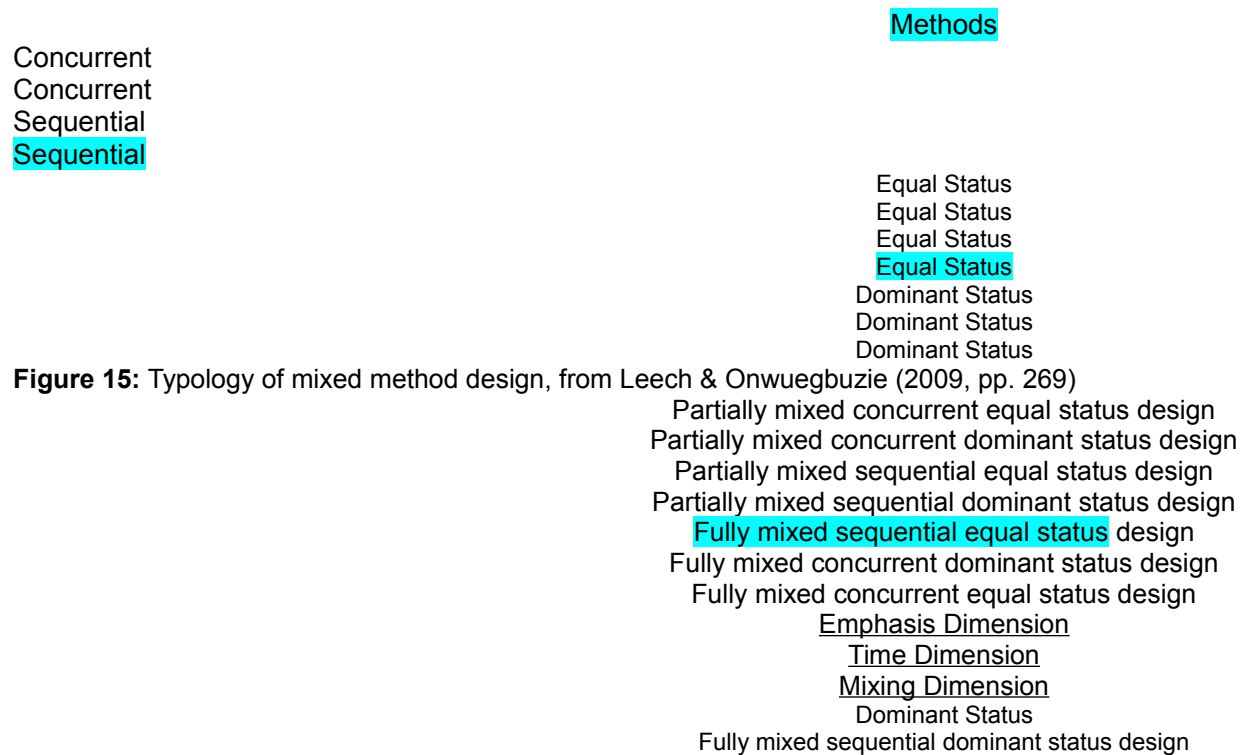 Methods
Concurrent
Concurrent
Sequential
Sequential
Equal Status
Equal Status
Equal Status
Equal Status
Dominant Status
Dominant Status
Dominant Status
Figure 15: Typology of mixed method design, from Leech & Onwuegbuzie (2009, pp. 269)
Partially mixed concurrent equal status design
Partially mixed concurrent dominant status design
Partially mixed sequential equal status design
Partially mixed sequential dominant status design
Fully mixed sequential equal status design
Fully mixed concurrent dominant status design
Fully mixed concurrent equal status design
Emphasis Dimension
Time Dimension
Mixing Dimension
Dominant Status
Fully mixed sequential dominant status design